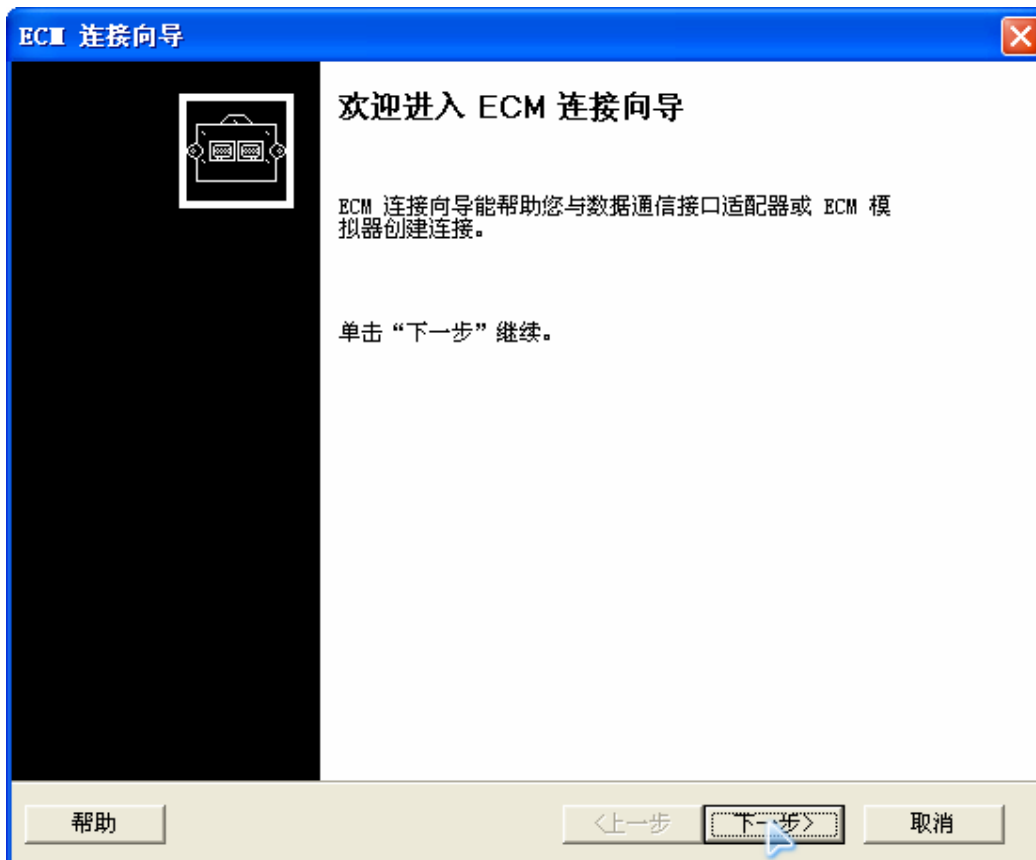 ECM 连接向导
欢迎进入 ECM 连接向导
ECM 连接向导能帮助您与数据通信接口适配器或 ECM 模
拟器创建连接。
单击“下一步”继续。
帮助
<上一步
下一步>
取消